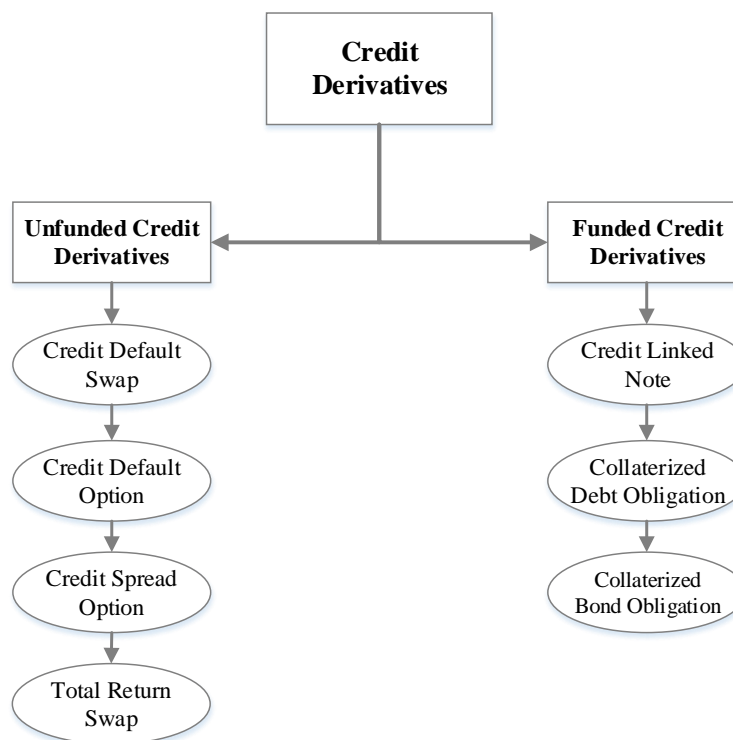 Credit
Derivatives
Unfunded Credit
Derivatives
Funded Credit
Derivatives
Credit Default
Swap
Credit Linked
Note
Credit Default
Option
Collaterized
Debt Obligation
Credit Spread
Option
Collaterized
Bond Obligation
Total Return
Swap